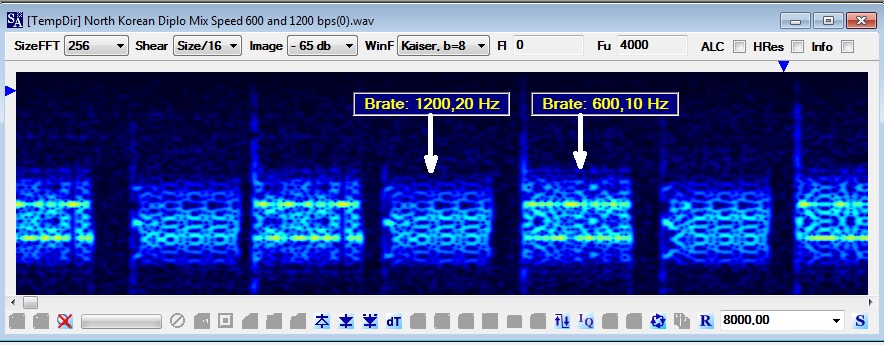 SA [TempDir] North Korean Diplo Mix Speed 600 and 1200 bps(0).wav
SizeFFT 256 Shear Size/16 Image - 65 db WinF Kaiser, b=8 Fl 0 Fu 4000 ALC HRes Info
Brate: 1200,20 Hz Brate: 600,10 Hz
dT IQ R 8000,00 S